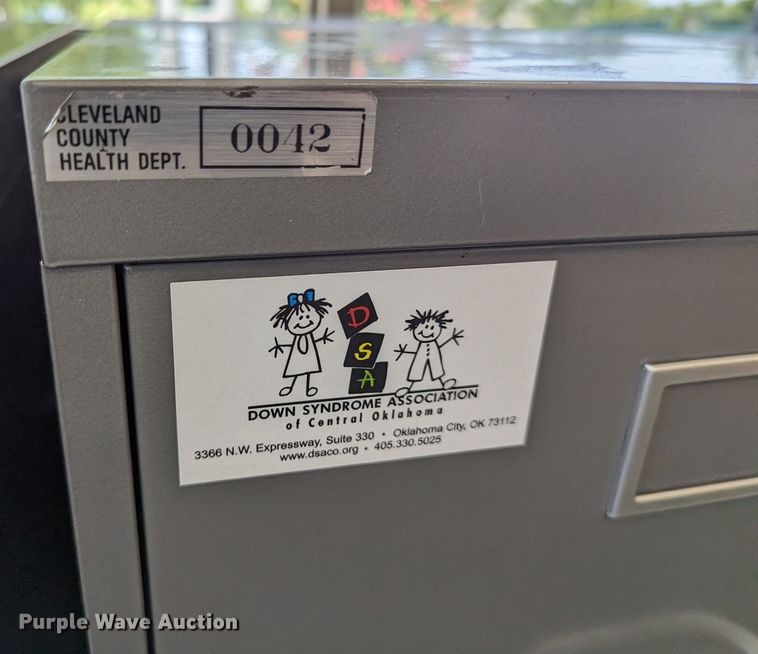 CLEVELAND
COUNTY
HEALTH DEPT.
0042
D
S
A
DOWN SYNDROME ASSOCIATION
of Central Oklahoma
3366 N.W. Expressway, Suite 330 • Oklahoma City, OK 73112
www.dsaco.org • 405.330.5025
Purple Wave Auction